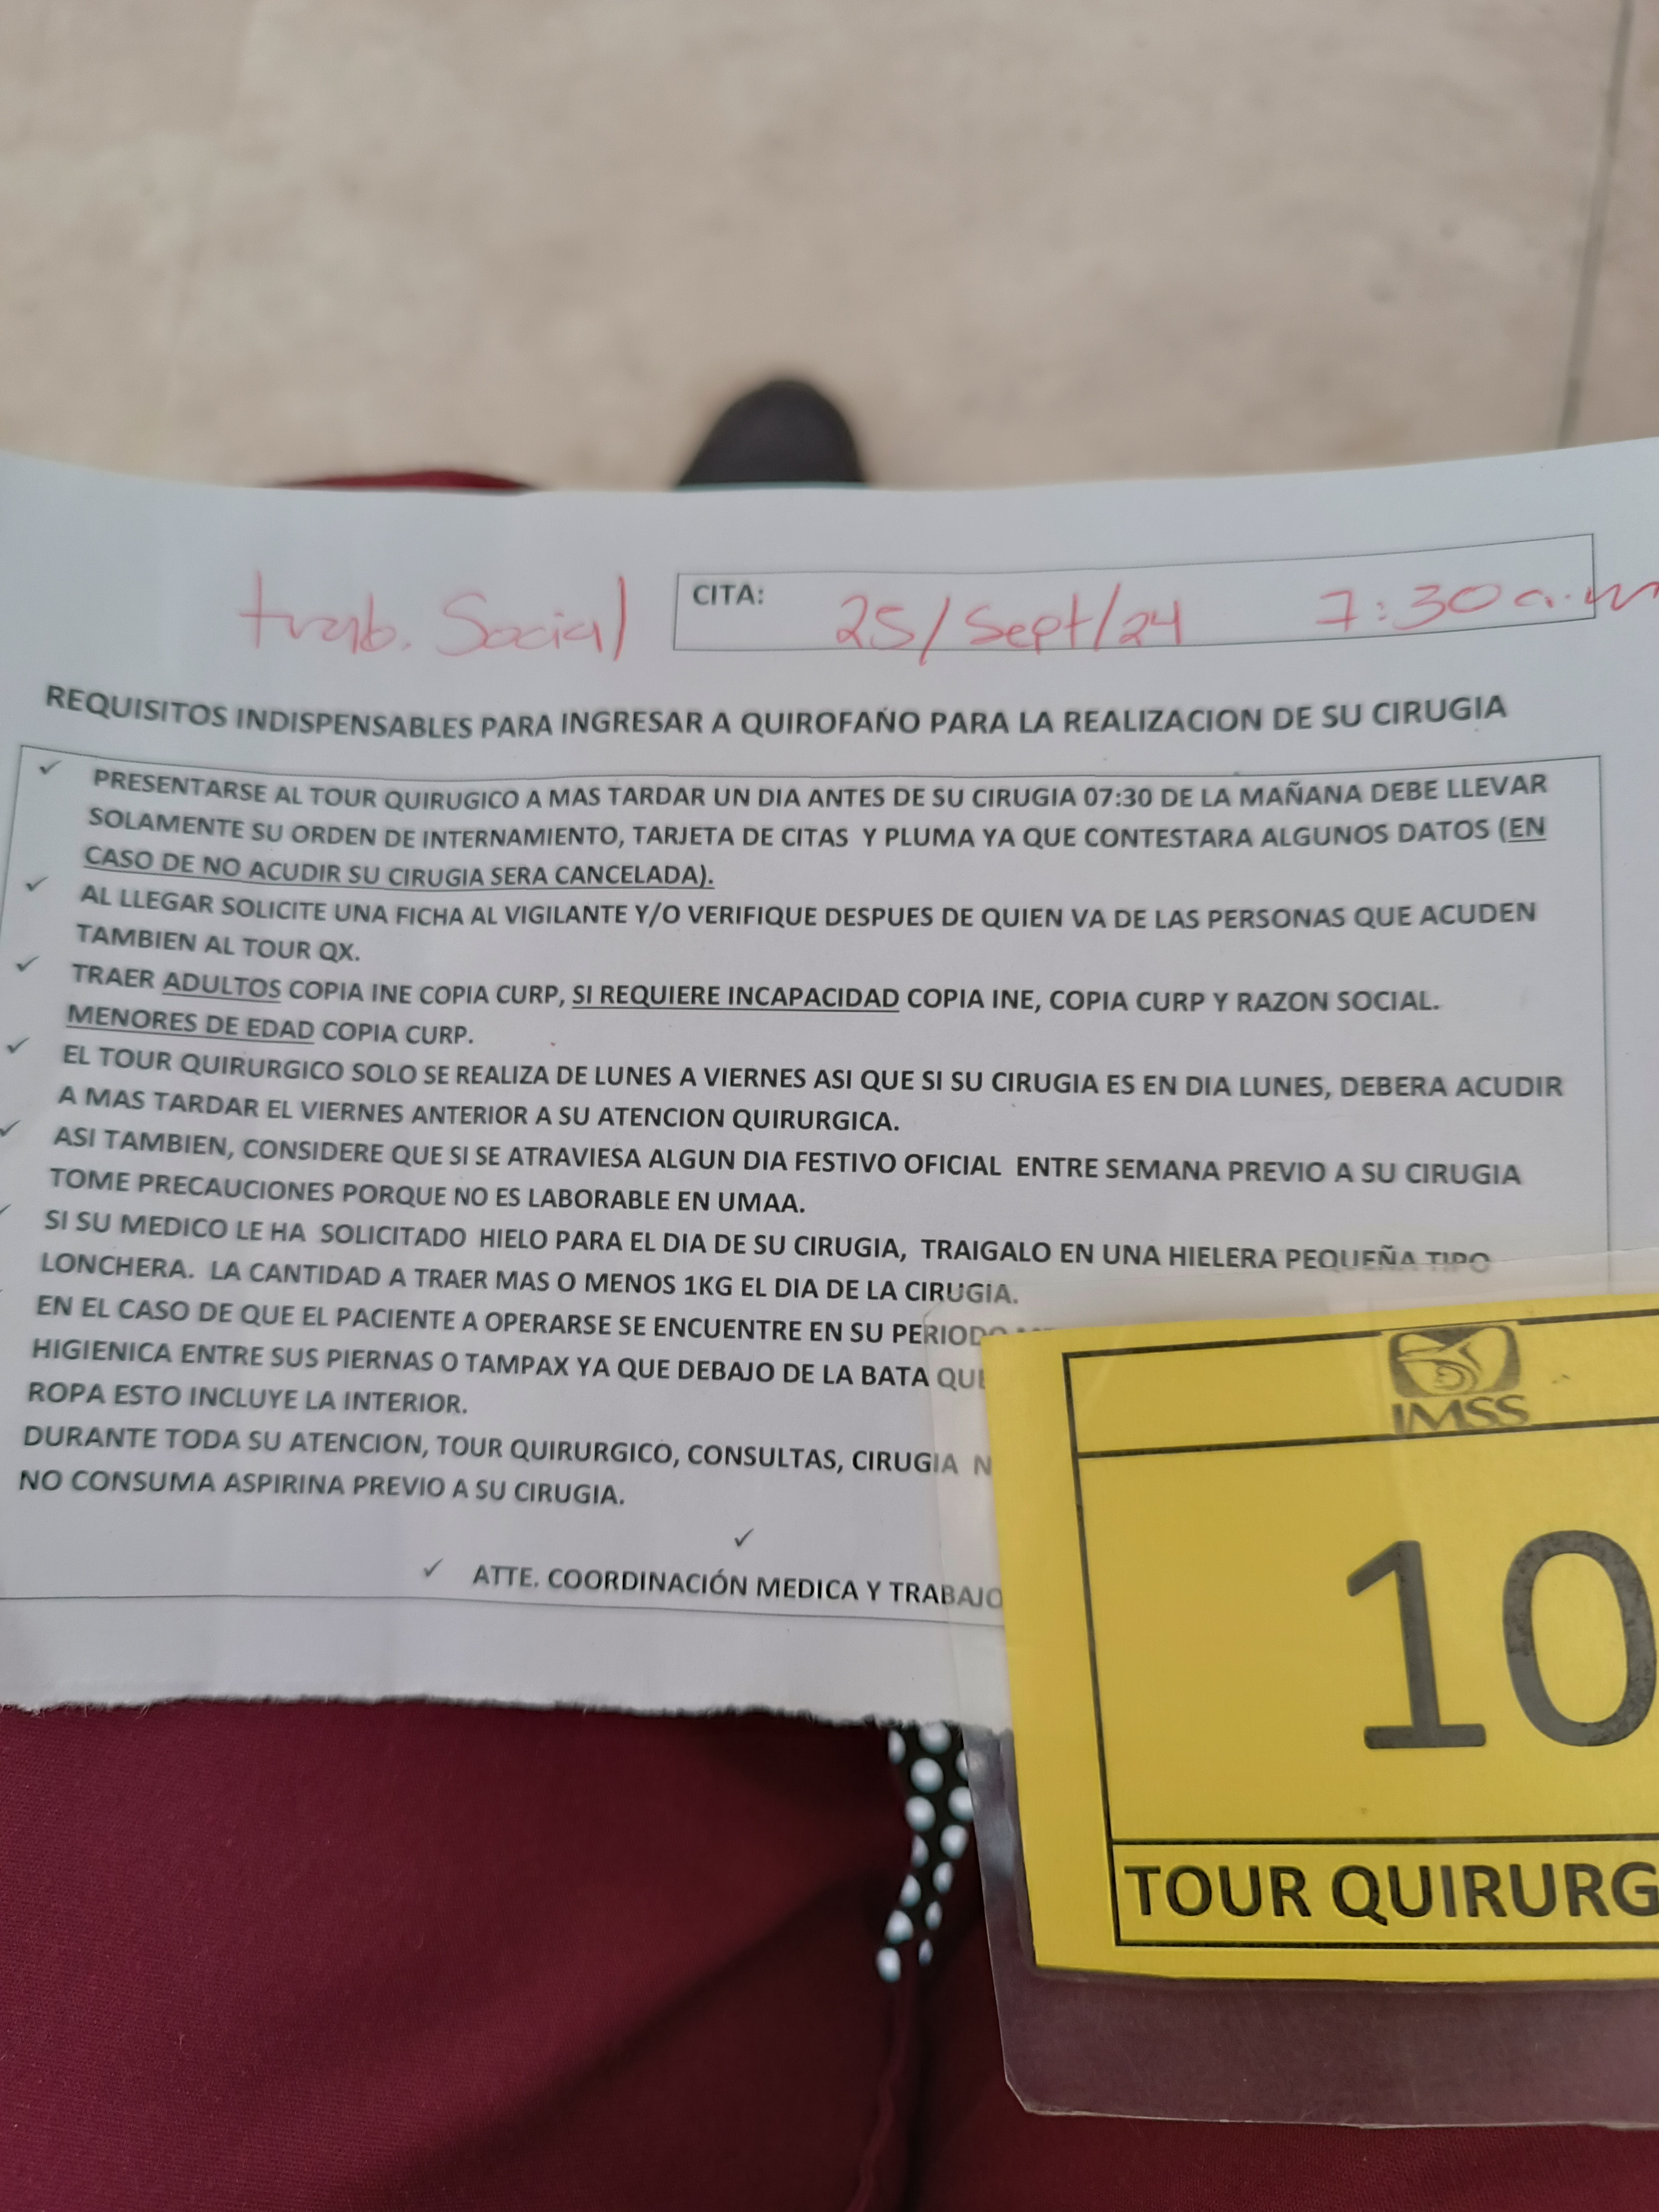 trab. Social
CITA: 25/Sept/24 7:30 a.m
REQUISITOS INDISPENSABLES PARA INGRESAR A QUIROFAÑO PARA LA REALIZACION DE SU CIRUGIA
✓ PRESENTARSE AL TOUR QUIRUGICO A MAS TARDAR UN DIA ANTES DE SU CIRUGIA 07:30 DE LA MAÑANA DEBE LLEVAR
SOLAMENTE SU ORDEN DE INTERNAMIENTO, TARJETA DE CITAS Y PLUMA YA QUE CONTESTARA ALGUNOS DATOS (EN
CASO DE NO ACUDIR SU CIRUGIA SERA CANCELADA).
✓ AL LLEGAR SOLICITE UNA FICHA AL VIGILANTE Y/O VERIFIQUE DESPUES DE QUIEN VA DE LAS PERSONAS QUE ACUDEN
TAMBIEN AL TOUR QX.
✓ TRAER ADULTOS COPIA INE COPIA CURP, SI REQUIERE INCAPACIDAD COPIA INE, COPIA CURP Y RAZON SOCIAL.
MENORES DE EDAD COPIA CURP.
✓ EL TOUR QUIRURGICO SOLO SE REALIZA DE LUNES A VIERNES ASI QUE SI SU CIRUGIA ES EN DIA LUNES, DEBERA ACUDIR
A MAS TARDAR EL VIERNES ANTERIOR A SU ATENCION QUIRURGICA.
✓ ASI TAMBIEN, CONSIDERE QUE SI SE ATRAVIESA ALGUN DIA FESTIVO OFICIAL ENTRE SEMANA PREVIO A SU CIRUGIA
TOME PRECAUCIONES PORQUE NO ES LABORABLE EN UMAA.
✓ SI SU MEDICO LE HA SOLICITADO HIELO PARA EL DIA DE SU CIRUGIA, TRAIGALO EN UNA HIELERA PEQUEÑA TIPO
LONCHERA. LA CANTIDAD A TRAER MAS O MENOS 1KG EL DIA DE LA CIRUGIA.
EN EL CASO DE QUE EL PACIENTE A OPERARSE SE ENCUENTRE EN SU PERIODO
HIGIENICA ENTRE SUS PIERNAS O TAMPAX YA QUE DEBAJO DE LA BATA QUE
ROPA ESTO INCLUYE LA INTERIOR.
DURANTE TODA SU ATENCION, TOUR QUIRURGICO, CONSULTAS, CIRUGIA N
NO CONSUMA ASPIRINA PREVIO A SU CIRUGIA.
✓
✓ ATTE. COORDINACIÓN MEDICA Y TRABAJO
IMSS
10
TOUR QUIRURG